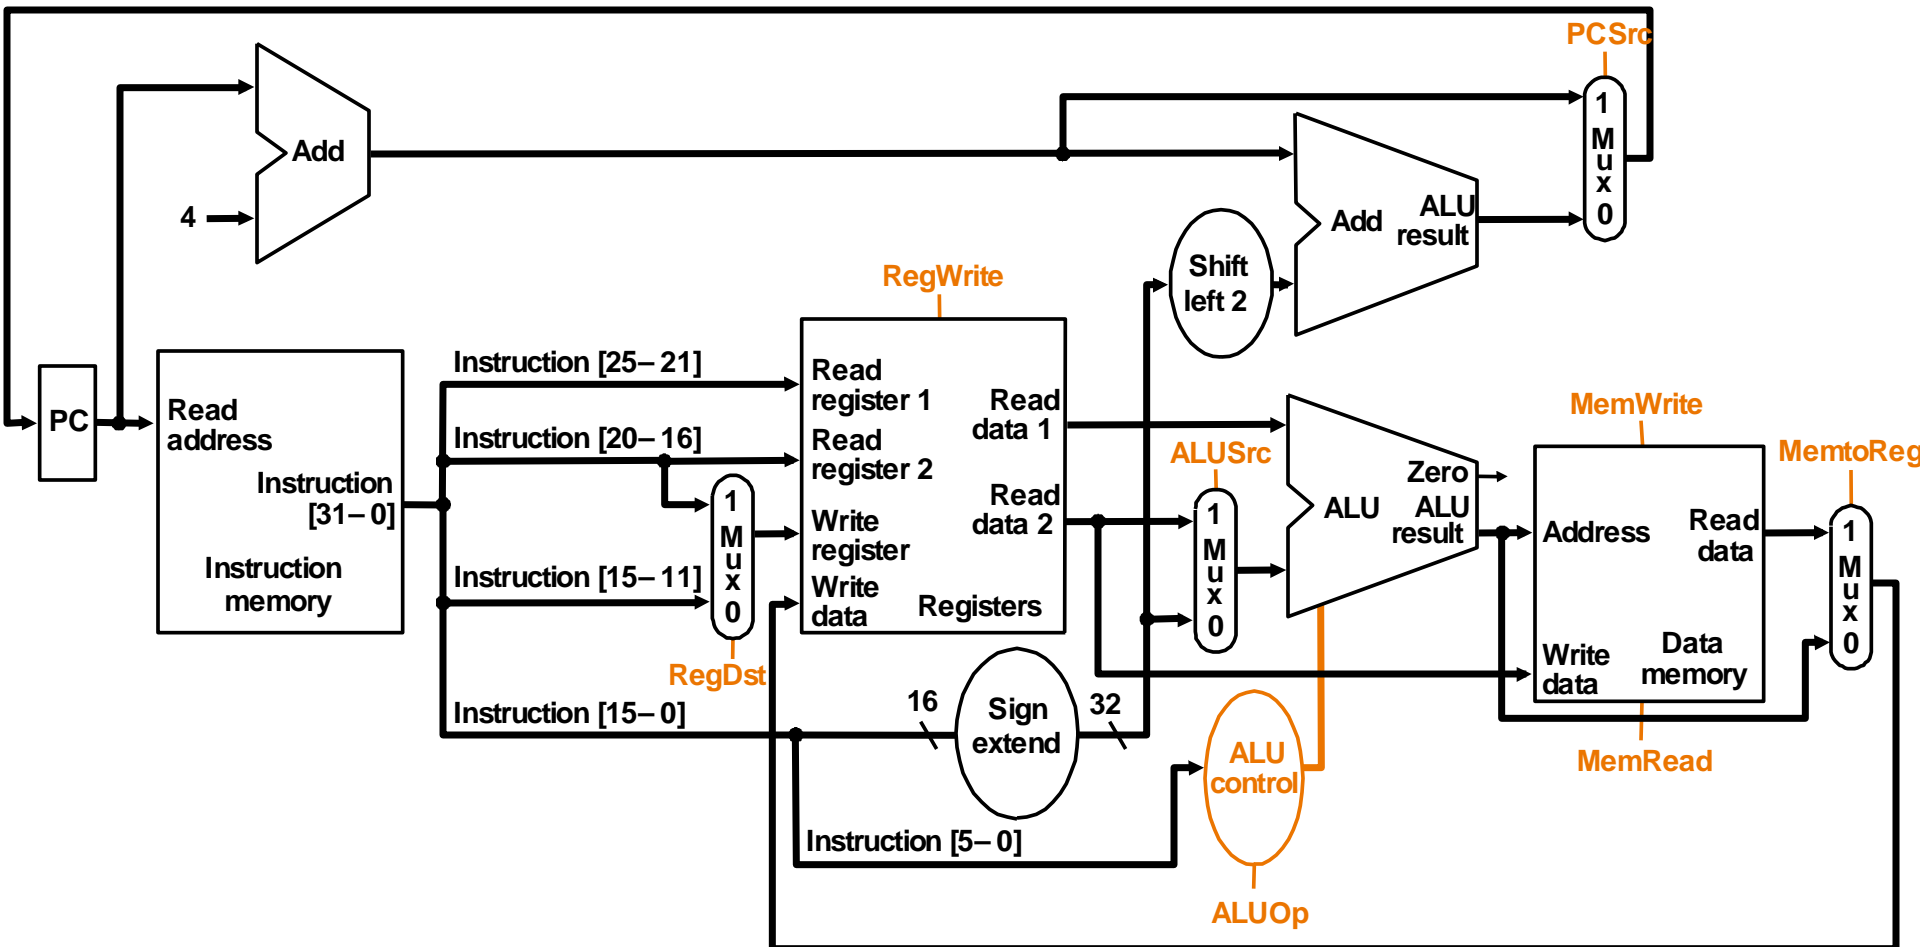 PCSrc
1
M
u
x
0
Add
4
Add
ALU
result
Shift
left 2
RegWrite
PC
Read
address
Instruction
[31– 0]
Instruction
memory
Instruction [25– 21]
Instruction [20– 16]
Instruction [15– 11]
Instruction [15– 0]
1
M
u
x
0
RegDst
Read
register 1
Read
register 2
Write
register
Write
data
Read
data 1
Read
data 2
Registers
16
Sign
extend
32
ALUSrc
1
M
u
x
0
ALU
Zero
ALU
result
MemWrite
Address
Read
data
Write
data
Data
memory
MemRead
MemtoReg
1
M
u
x
0
ALU
control
Instruction [5– 0]
ALUOp